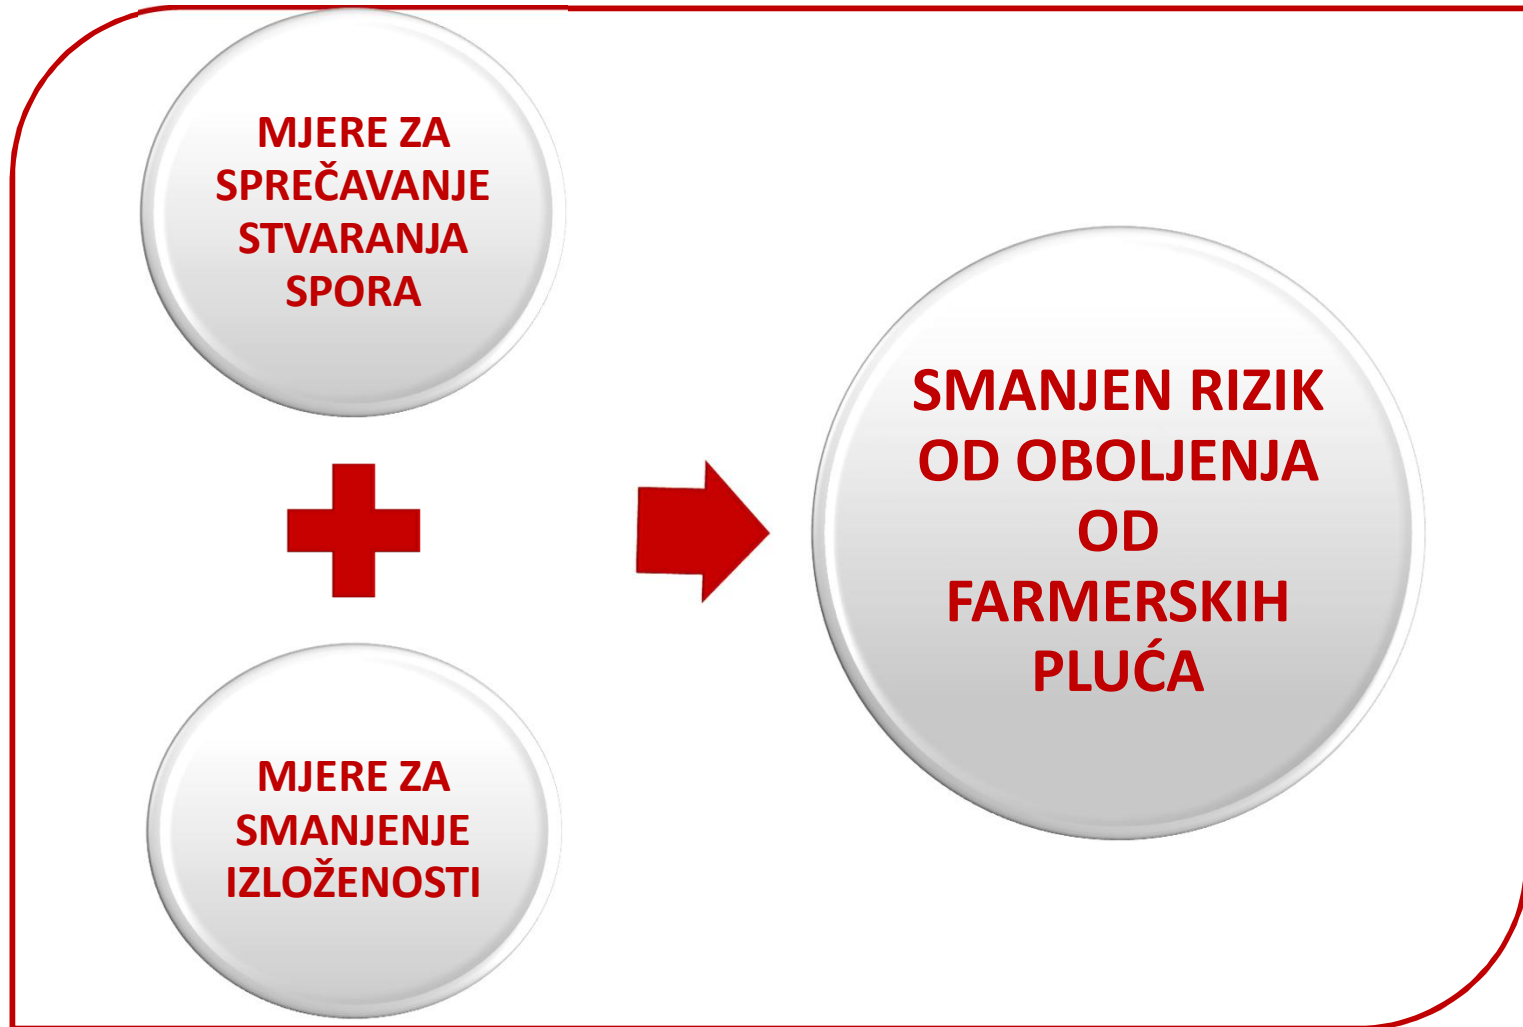 MJERE ZA
SPREČAVANJE
STVARANJA
SPORA
MJERE ZA
SMANJENJE
IZLOŽENOSTI
SMANJEN RIZIK
OD OBOLJENJA
OD
FARMERSKIH
PLUĆA